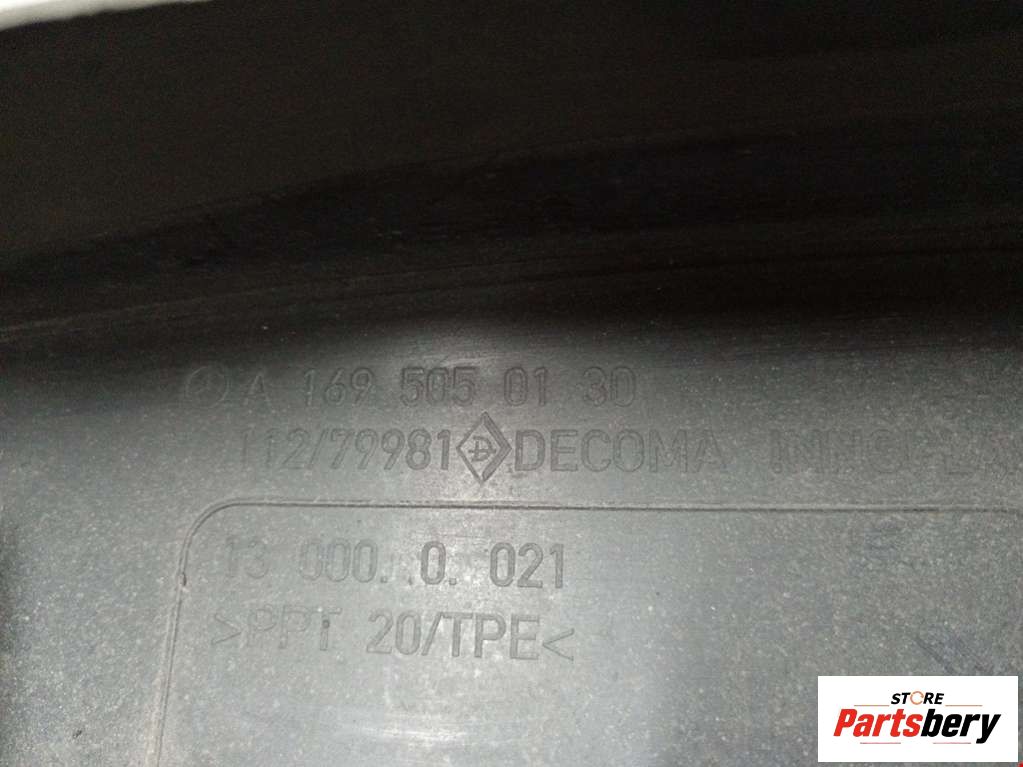 A 169 505 01 30
112/79981 DECOMA
13 000. 0. 021
>PPT 20/TPE<
STORE
Partsbery